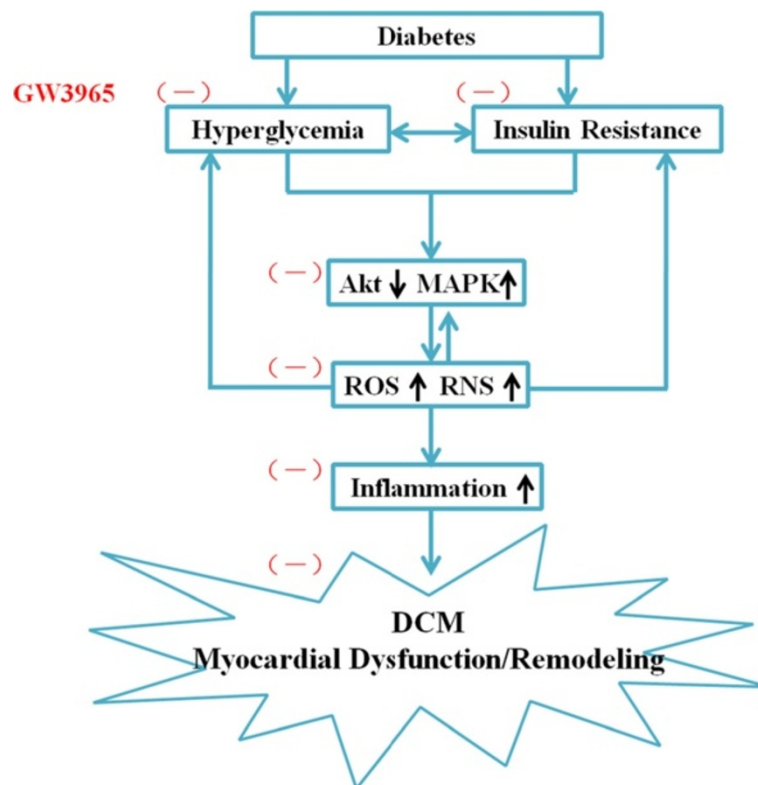 Diabetes
GW3965 (—) (—)
Hyperglycemia Insulin Resistance
(—) Akt ↓ MAPK ↑
(—) ROS ↑ RNS ↑
(—) Inflammation ↑
(—)
DCM
Myocardial Dysfunction/Remodeling